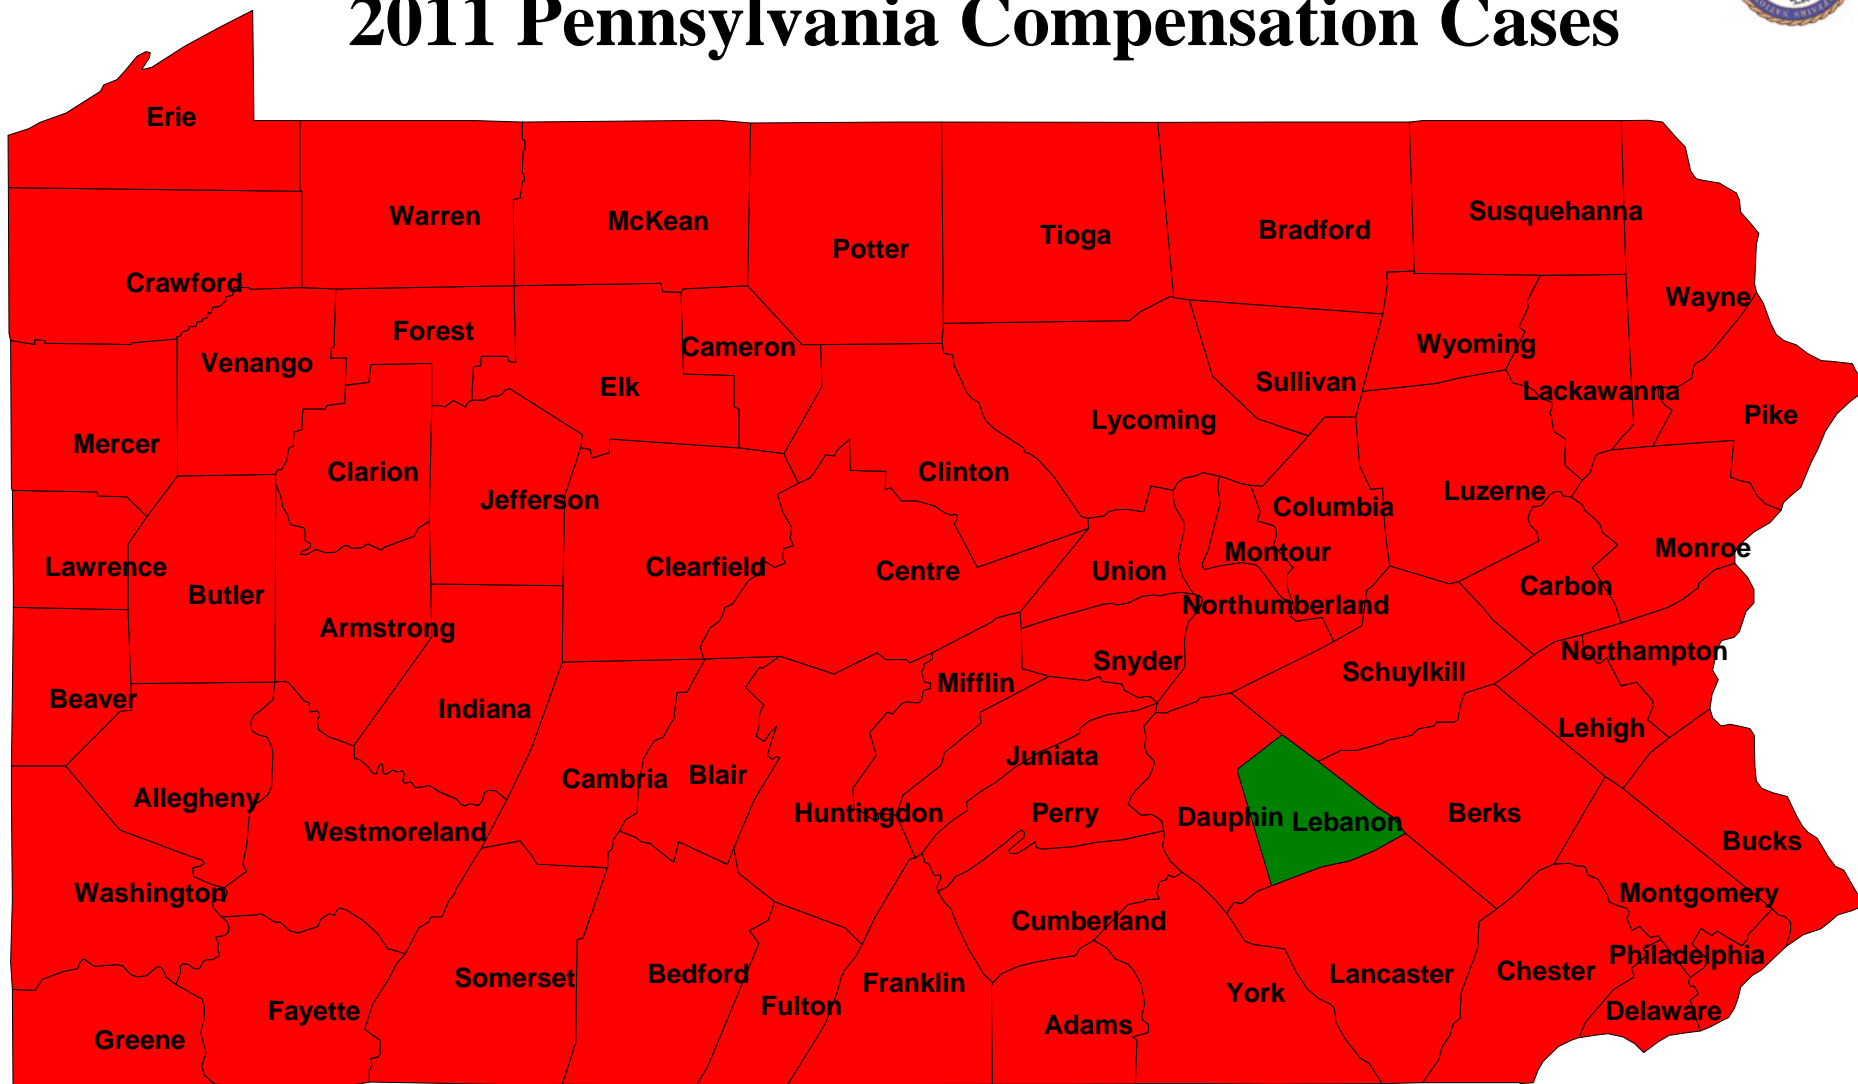 2011 Pennsylvania Compensation Cases
Erie
Warren
McKean
Potter
Tioga
Bradford
Susquehanna
Crawford
Wayne
Forest
Venango
Cameron
Wyoming
Elk
Sullivan
Lackawanna
Pike
Lycoming
Mercer
Clarion
Clinton
Jefferson
Luzerne
Columbia
Montour
Monroe
Lawrence
Clearfield
Centre
Union
Carbon
Butler
Northumberland
Armstrong
Northampton
Snyder
Schuylkill
Mifflin
Beaver
Indiana
Lehigh
Juniata
Cambria
Blair
Allegheny
Huntingdon
Perry
Dauphin
Lebanon
Berks
Westmoreland
Bucks
Washington
Montgomery
Cumberland
Philadelphia
Somerset
Bedford
Franklin
Lancaster
Chester
York
Fulton
Fayette
Delaware
Adams
Greene